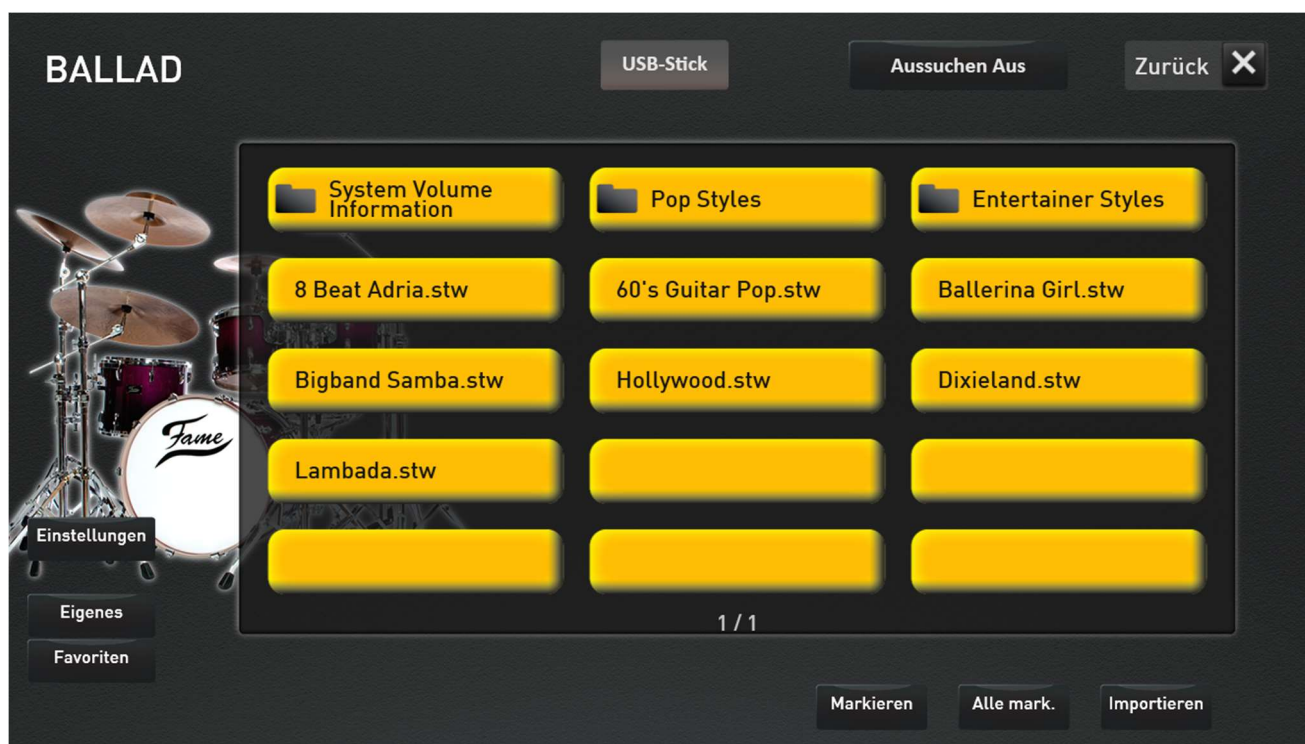 BALLAD
USB-Stick
Aussuchen Aus
Zurück
System Volume
Information
Pop Styles
Entertainer Styles
8 Beat Adria.stw
60's Guitar Pop.stw
Ballerina Girl.stw
Bigband Samba.stw
Hollywood.stw
Dixieland.stw
Fame
Lambada.stw
Einstellungen
Eigenes
1 / 1
Favoriten
Markieren
Alle mark.
Importieren